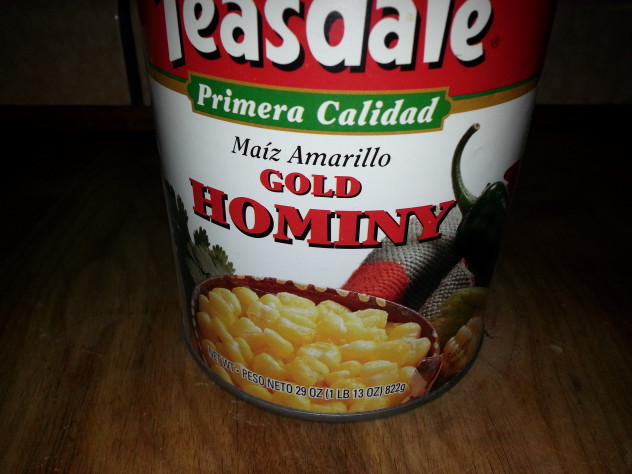 Teasdale®
Primera Calidad
Maíz Amarillo
GOLD
HOMINY
NET WT. - PESO NETO 29 OZ (1 LB 13 OZ) 822g